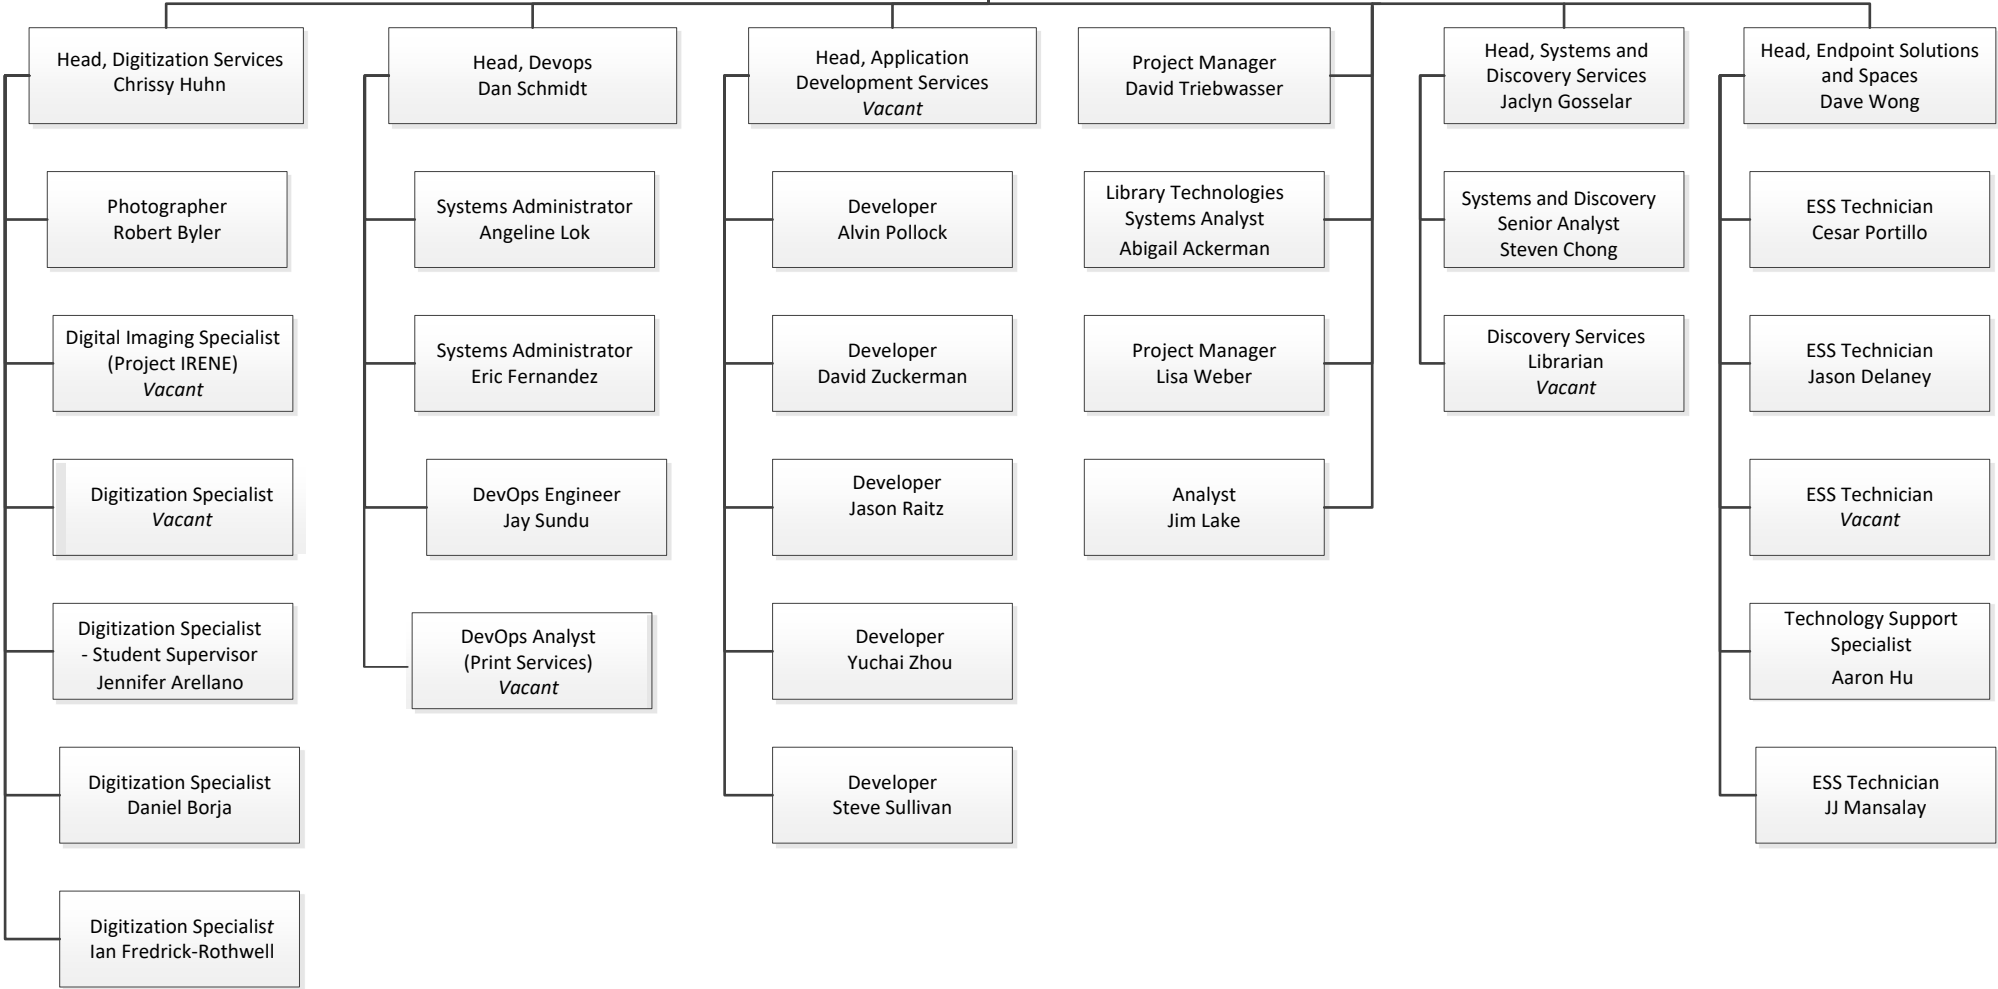 Head, Digitization Services
Chrissy Huhn
Photographer
Robert Byler
Digital Imaging Specialist
(Project IRENE)
Vacant
Digitization Specialist
Vacant
Digitization Specialist
- Student Supervisor
Jennifer Arellano
Digitization Specialist
Daniel Borja
Digitization Specialist
Ian Fredrick-Rothwell
Head, Devops
Dan Schmidt
Systems Administrator
Angeline Lok
Systems Administrator
Eric Fernandez
DevOps Engineer
Jay Sundu
DevOps Analyst
(Print Services)
Vacant
Head, Application
Development Services
Vacant
Developer
Alvin Pollock
Developer
David Zuckerman
Developer
Jason Raitz
Developer
Yuchai Zhou
Developer
Steve Sullivan
Project Manager
David Triebwasser
Library Technologies
Systems Analyst
Abigail Ackerman
Project Manager
Lisa Weber
Analyst
Jim Lake
Head, Systems and
Discovery Services
Jaclyn Gosselar
Systems and Discovery
Senior Analyst
Steven Chong
Discovery Services
Librarian
Vacant
Head, Endpoint Solutions
and Spaces
Dave Wong
ESS Technician
Cesar Portillo
ESS Technician
Jason Delaney
ESS Technician
Vacant
Technology Support
Specialist
Aaron Hu
ESS Technician
JJ Mansalay